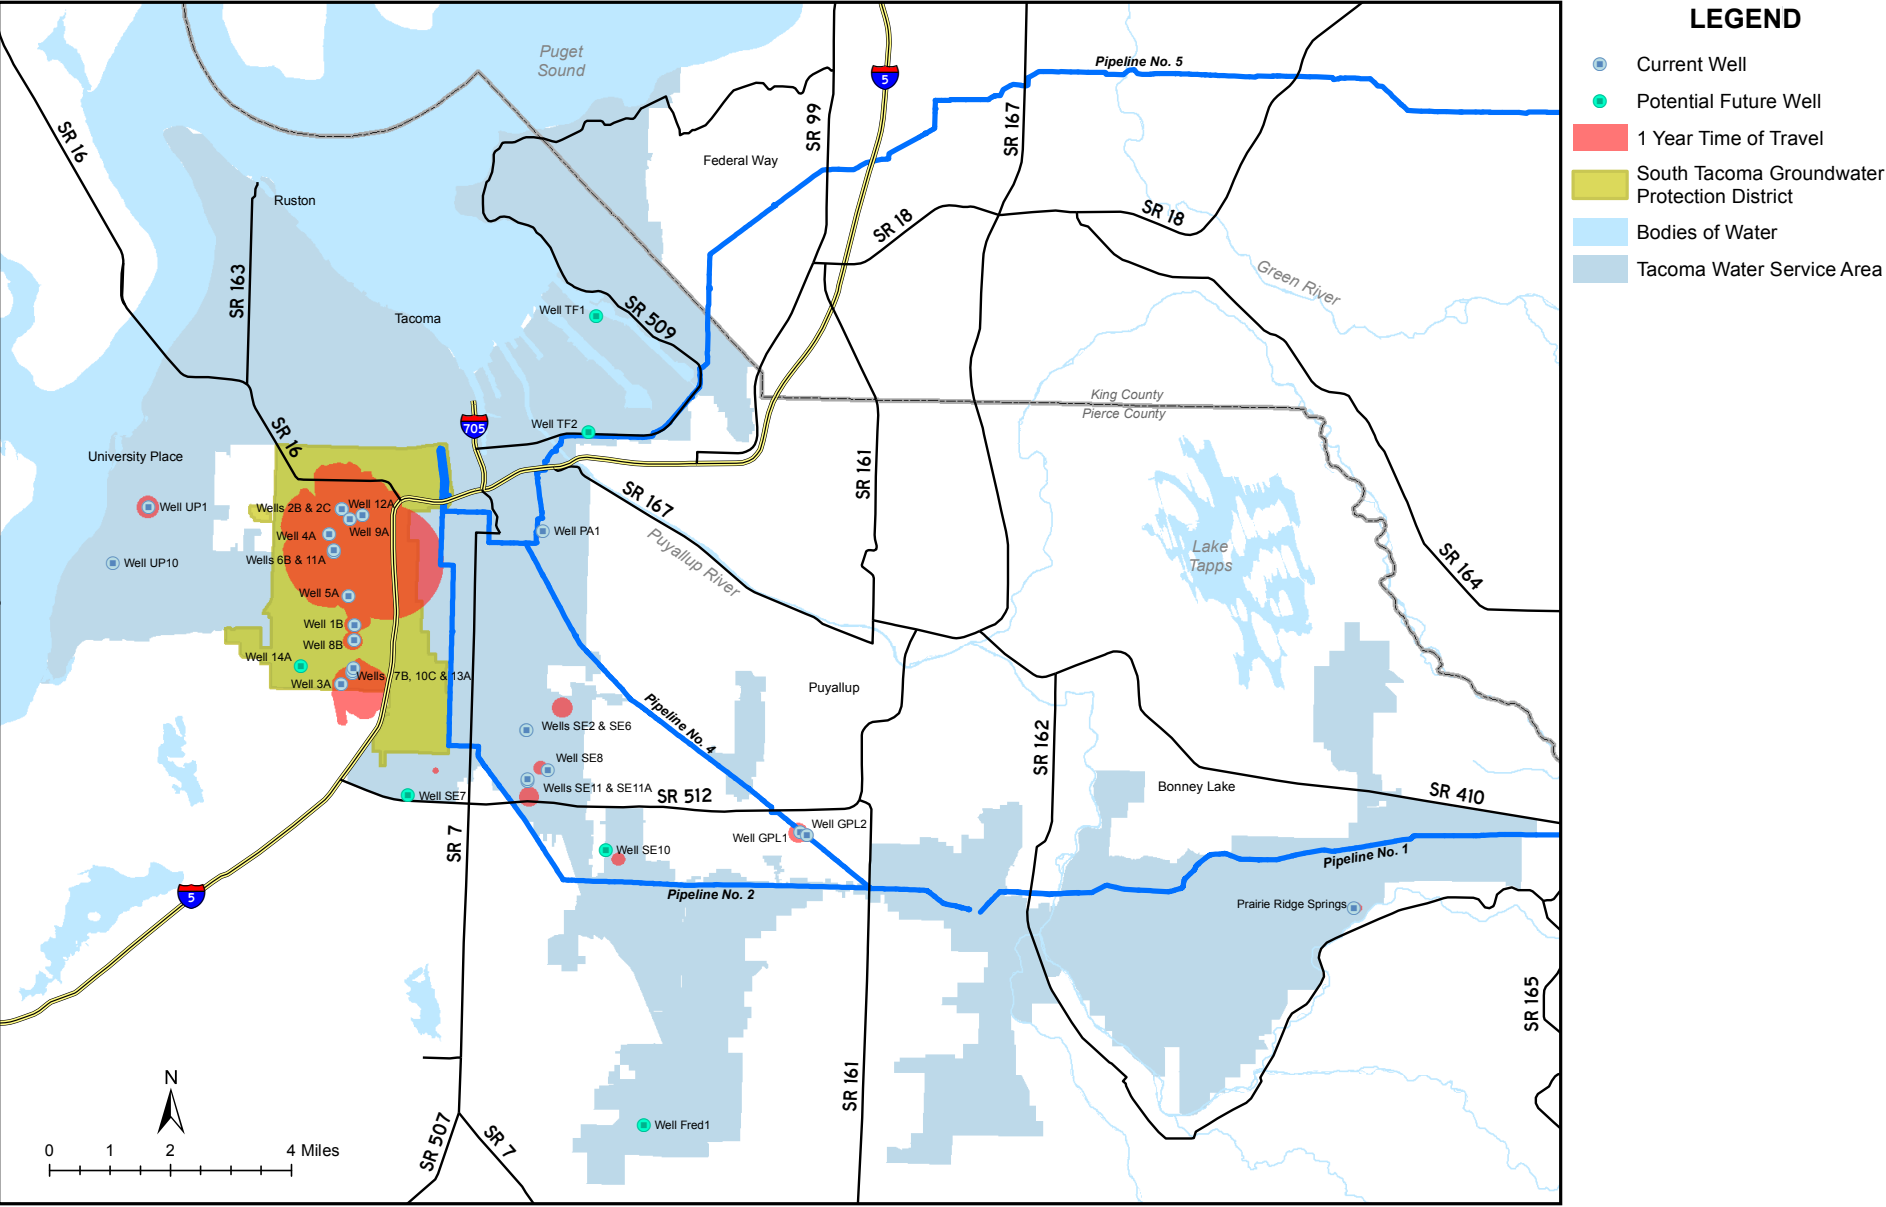 LEGEND
Current Well
Potential Future Well
1 Year Time of Travel
South Tacoma Groundwater
Protection District
Bodies of Water
Tacoma Water Service Area
Puget
Sound
Pipeline No. 5
5
SR 99
SR 167
SR 16
Federal Way
Ruston
SR 18
SR 18
SR 163
Green River
Tacoma
Well TF1
SR 509
King County
Pierce County
705
Well TF2
SR 16
University Place
SR 161
SR 167
Well UP1
Wells 2B & 2C
Well 12A
Well 9A
Well 4A
Wells 6B & 11A
Well PA1
Puyallup River
Lake
Tapps
SR 164
Well UP10
Well 5A
Well 1B
Well 8B
Well 14A
Wells 7B, 10C & 13A
Well 3A
Puyallup
Pipeline No. 4
Wells SE2 & SE6
SR 162
Well SE8
Wells SE11 & SE11A
Bonney Lake
SR 410
Well SE7
SR 512
SR 7
Well GPL2
Well GPL1
Well SE10
Pipeline No. 1
5
Pipeline No. 2
Prairie Ridge Springs
SR 165
N
SR 161
0 1 2 4 Miles
Well Fred1
SR 507
SR 7